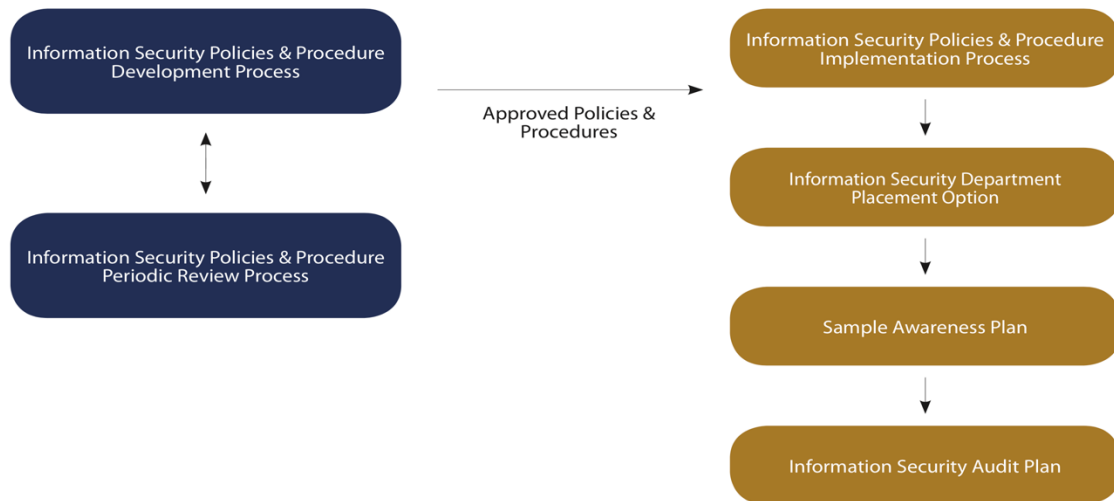 Information Security Policies & Procedure
Development Process
Information Security Policies & Procedure
Periodic Review Process
Approved Policies &
Procedures
Information Security Policies & Procedure
Implementation Process
Information Security Department
Placement Option
Sample Awareness Plan
Information Security Audit Plan